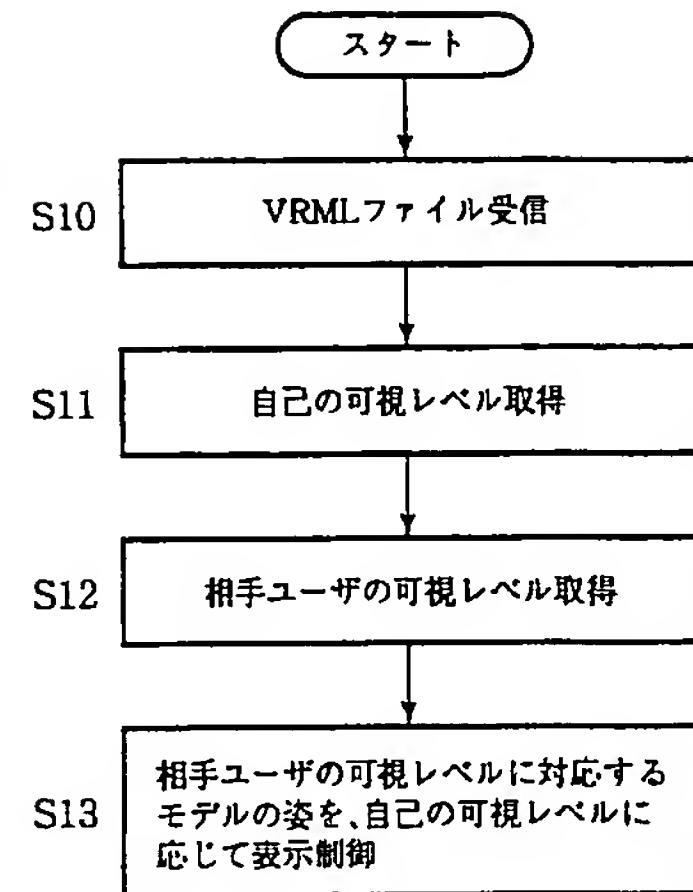 スタート
S10
VRMLファイル受信
S11
自己の可視レベル取得
S12
相手ユーザの可視レベル取得
S13
相手ユーザの可視レベルに対応する
モデルの姿を、自己の可視レベルに
応じて表示制御